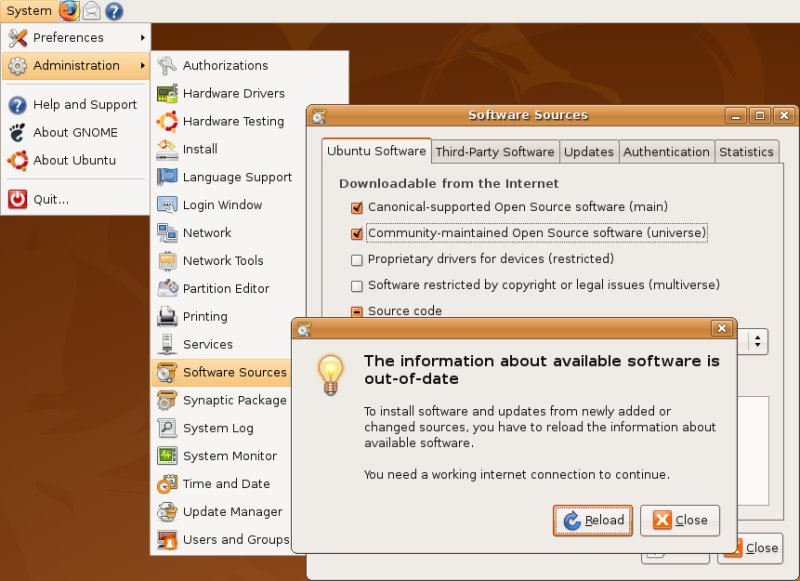 System
Preferences
Administration
Help and Support
About GNOME
About Ubuntu
Quit...
Authorizations
Hardware Drivers
Hardware Testing
Install
Language Support
Login Window
Network
Network Tools
Partition Editor
Printing
Services
Software Sources
Synaptic Package
System Log
System Monitor
Time and Date
Update Manager
Users and Groups
Software Sources
Ubuntu Software
Third-Party Software
Updates
Authentication
Statistics
Downloadable from the Internet
Canonical-supported Open Source software (main)
Community-maintained Open Source software (universe)
Proprietary drivers for devices (restricted)
Software restricted by copyright or legal issues (multiverse)
Source code
The information about available software is
out-of-date
To install software and updates from newly added or
changed sources, you have to reload the information about
available software.
You need a working internet connection to continue.
Reload
Close
Close